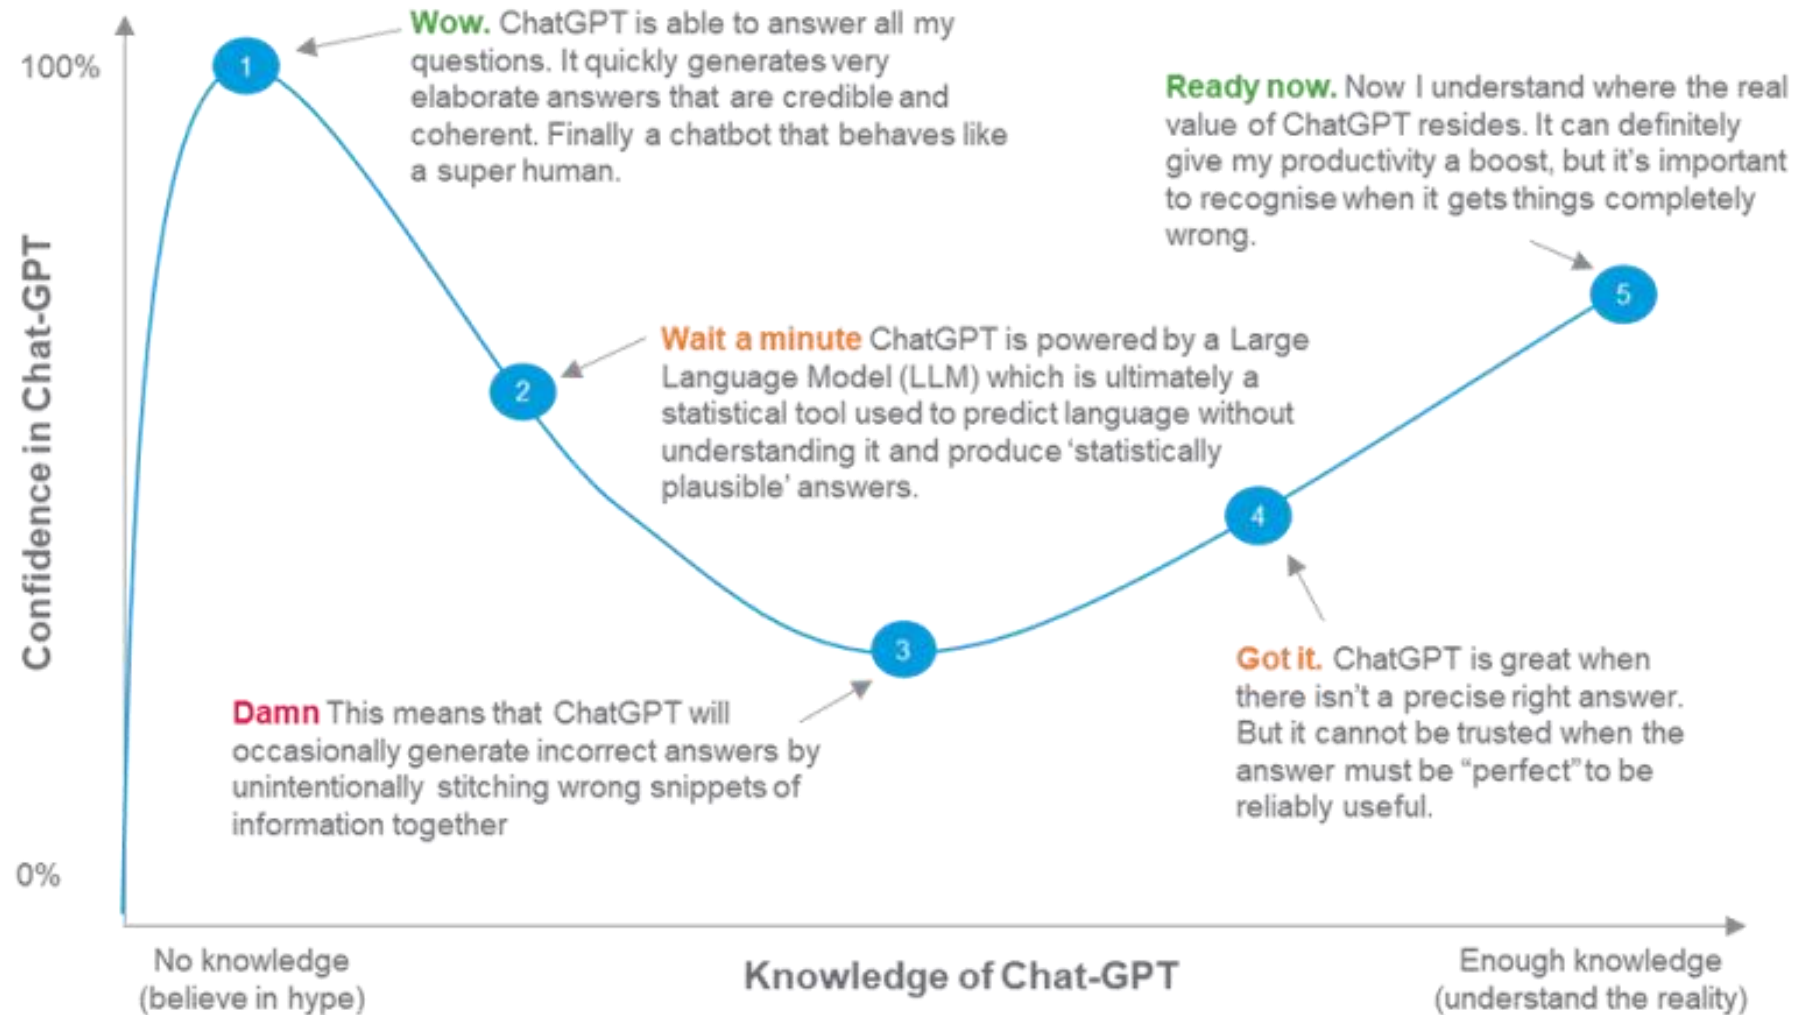 Wow. ChatGPT is able to answer all my
questions. It quickly generates very
elaborate answers that are credible and
coherent. Finally a chatbot that behaves like
a super human.
100%
1
Ready now. Now I understand where the real
value of ChatGPT resides. It can definitely
give my productivity a boost, but it's important
to recognise when it gets things completely
wrong.
5
Confidence in Chat-GPT
Wait a minute ChatGPT is powered by a Large
Language Model (LLM) which is ultimately a
statistical tool used to predict language without
understanding it and produce 'statistically
plausible' answers.
2
4
3
Got it. ChatGPT is great when
there isn't a precise right answer.
But it cannot be trusted when the
answer must be “perfect” to be
reliably useful.
Damn This means that ChatGPT will
occasionally generate incorrect answers by
unintentionally stitching wrong snippets of
information together
0%
No knowledge
(believe in hype)
Knowledge of Chat-GPT
Enough knowledge
(understand the reality)